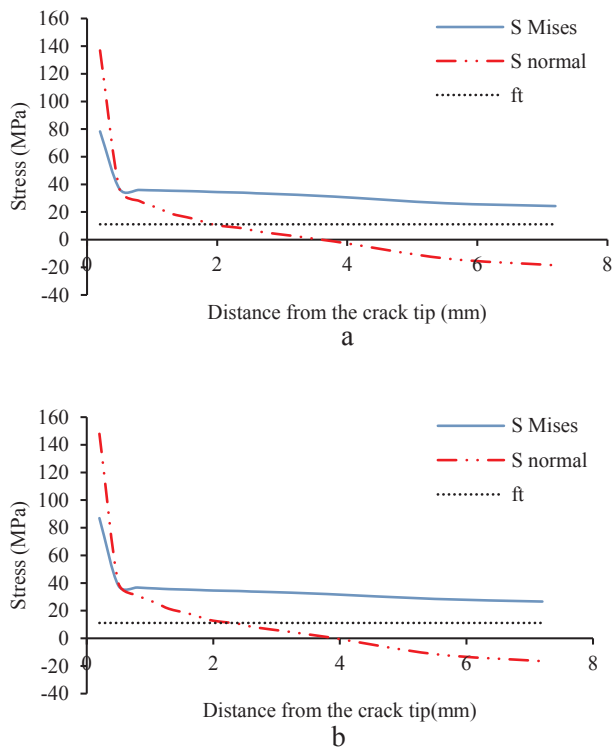 160
140
120
100
80
60
40
20
0
-20
-40
Stress (MPa)
S Mises
S normal
ft
0 2 4 6 8
Distance from the crack tip (mm)
a
160
140
120
100
80
60
40
20
0
-20
-40
Stress (MPa)
S Mises
S normal
ft
0 2 4 6 8
Distance from the crack tip(mm)
b